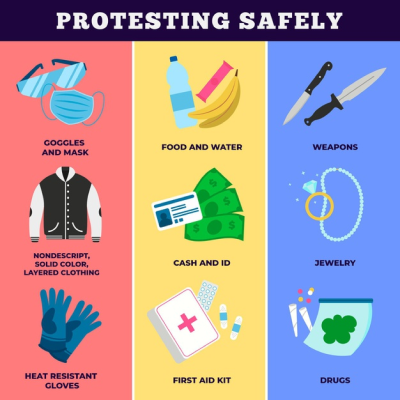 PROTESTING SAFELY
GOGGLES
AND MASK
FOOD AND WATER
WEAPONS
NONDESCRIPT,
SOLID COLOR,
LAYERED CLOTHING
CASH AND ID
JEWELRY
HEAT RESISTANT
GLOVES
FIRST AID KIT
DRUGS